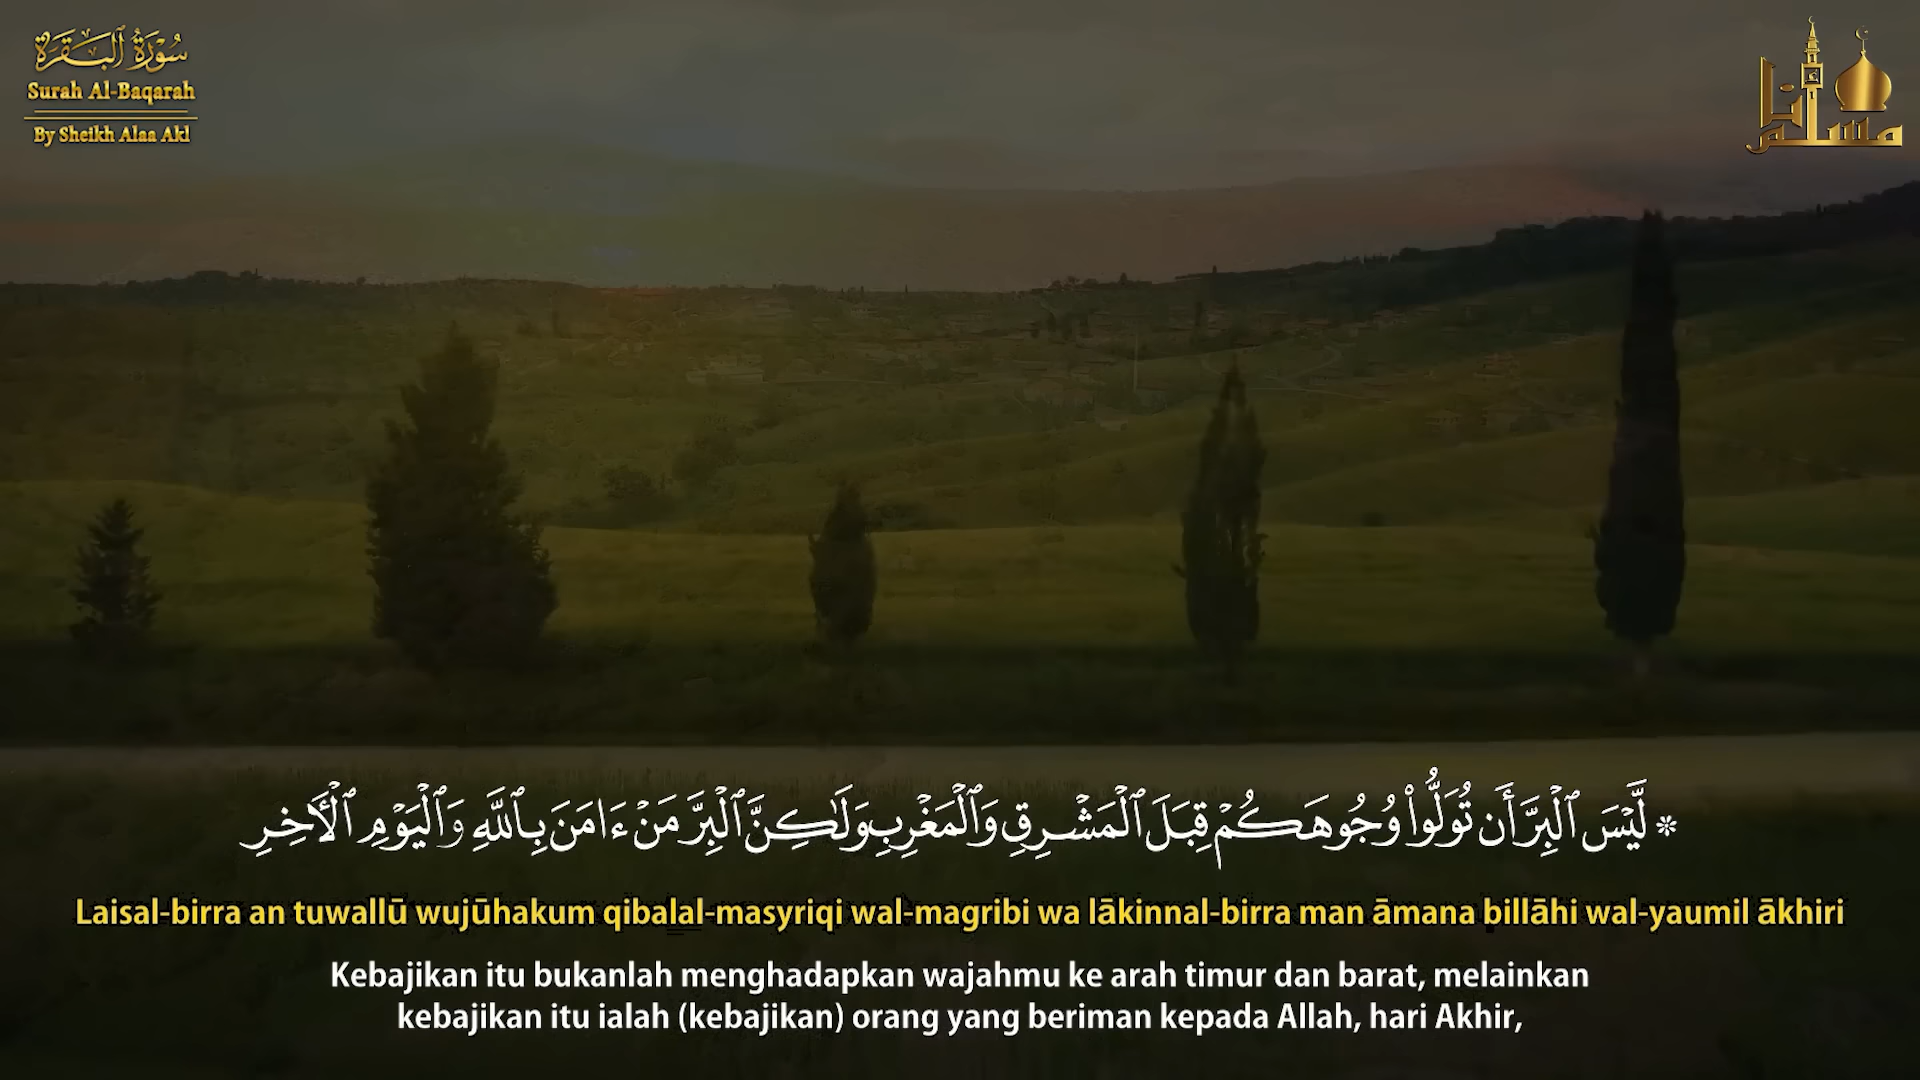 سُورَةُ ٱلْبَقَرَة
Surah Al-Baqarah
By Sheikh Alaa Akl
أنا
مسلم
۞ لَّيْسَ ٱلْبِرَّ أَن تُوَلُّوا۟ وُجُوهَكُمْ قِبَلَ ٱلْمَشْرِقِ وَٱلْمَغْرِبِ وَلَـٰكِنَّ ٱلْبِرَّ مَنْ ءَامَنَ بِٱللَّهِ وَٱلْيَوْمِ ٱلْـَٔاخِرِ
Laisal-birra an tuwallū wujūhakum qibalal-masyriqi wal-magribi wa lākinnal-birra man āmana billāhi wal-yaumil ākhiri
Kebajikan itu bukanlah menghadapkan wajahmu ke arah timur dan barat, melainkan
kebajikan itu ialah (kebajikan) orang yang beriman kepada Allah, hari Akhir,